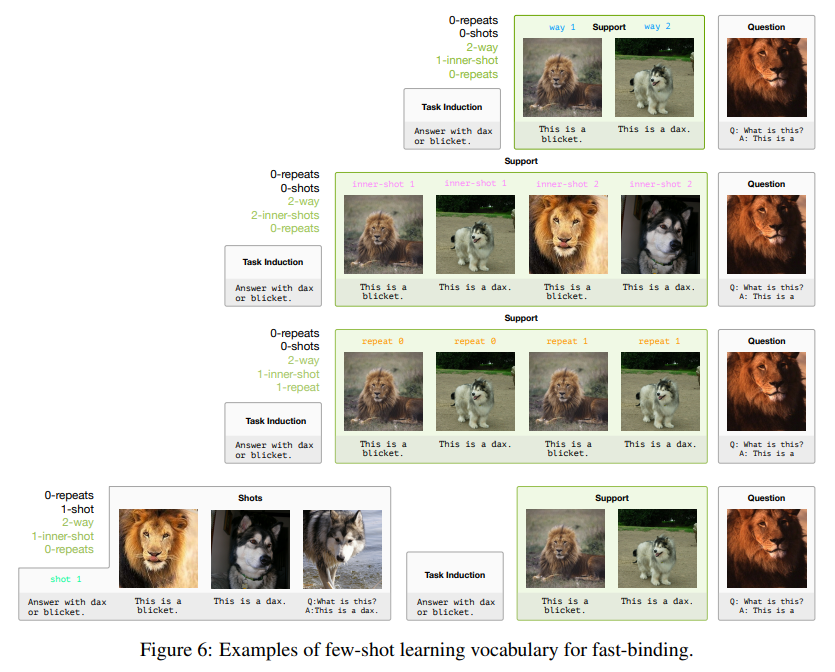 0-repeats
0-shots
2-way
1-inner-shot
0-repeats
Task Induction
Answer with dax
or blicket.
way 1 Support way 2
This is a
blicket.
This is a dax.
Question
Q: What is this?
A: This is a
Support
0-repeats
0-shots
2-way
2-inner-shots
0-repeats
Task Induction
Answer with dax
or blicket.
inner-shot 1 inner-shot 1 inner-shot 2 inner-shot 2
This is a
blicket.
This is a dax.
This is a
blicket.
This is a dax.
Question
Q: What is this?
A: This is a
Support
0-repeats
0-shots
2-way
1-inner-shot
1-repeat
Task Induction
Answer with dax
or blicket.
repeat 0 repeat 0 repeat 1 repeat 1
This is a
blicket.
This is a dax.
This is a
blicket.
This is a dax.
Question
Q: What is this?
A: This is a
0-repeats
1-shot
2-way
1-inner-shot
0-repeats
shot 1
Answer with dax
or blicket.
Shots
This is a
blicket.
This is a dax.
Q:What is this?
A:This is a dax.
Task Induction
Answer with dax
or blicket.
Support
This is a
blicket.
This is a dax.
Question
Q: What is this?
A: This is a
Figure 6: Examples of few-shot learning vocabulary for fast-binding.